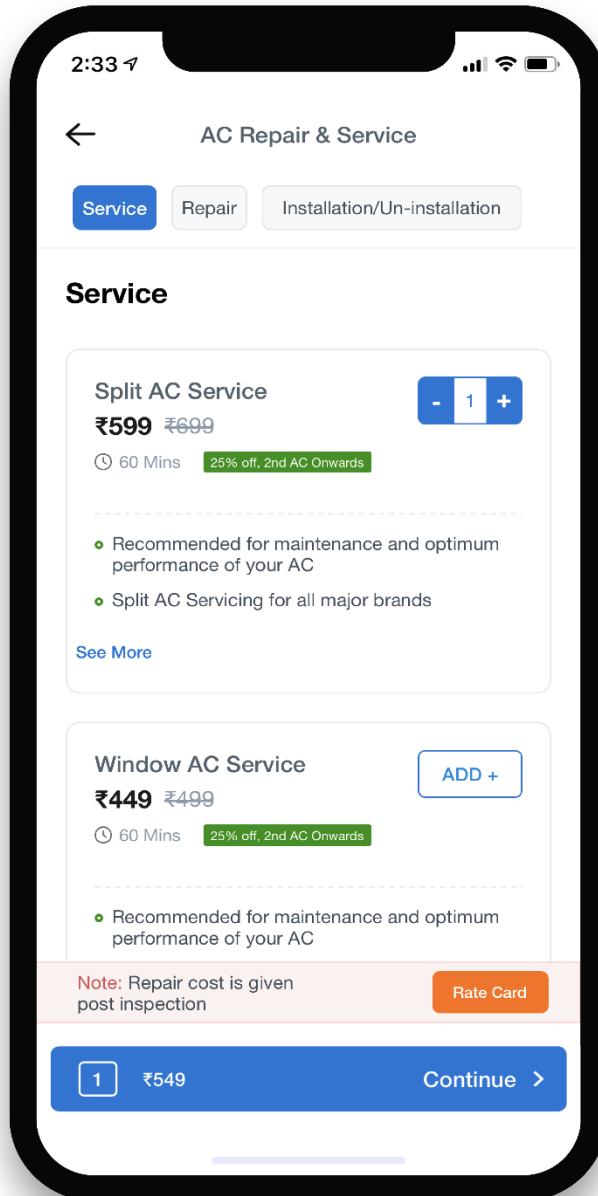 2:33
AC Repair & Service
Service
Repair
Installation/Un-installation
Service
Split AC Service
- 1 +
₹599 ₹699
60 Mins
25% off, 2nd AC Onwards
Recommended for maintenance and optimum
performance of your AC
Split AC Servicing for all major brands
See More
Window AC Service
ADD +
₹449 ₹499
60 Mins
25% off, 2nd AC Onwards
Recommended for maintenance and optimum
performance of your AC
Note: Repair cost is given
post inspection
Rate Card
1 ₹549
Continue >